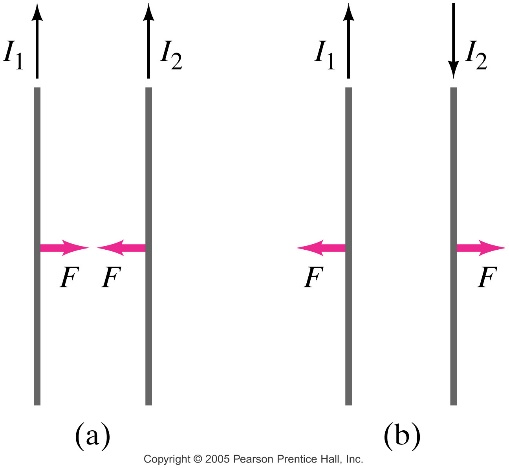 I1 I2 I1 I2
F F F F
(a) (b)
Copyright © 2005 Pearson Prentice Hall, Inc.